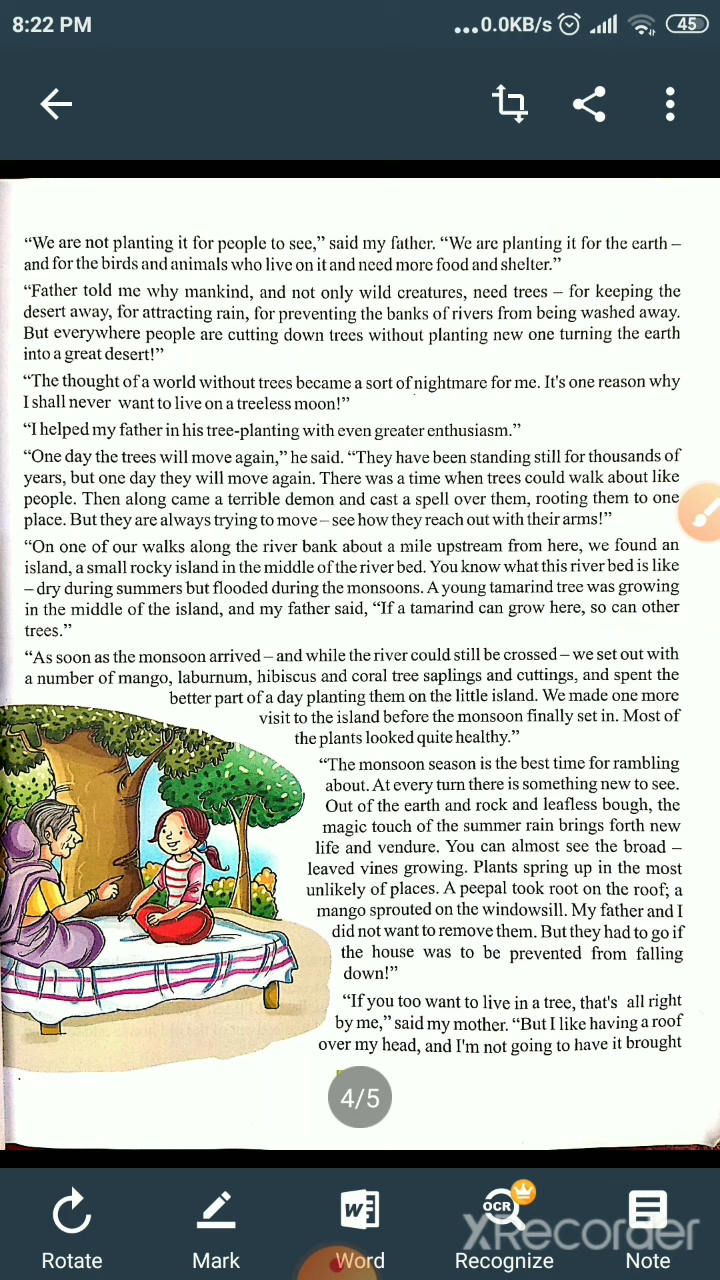 8:22 PM
...0.0KB/s
45
“We are not planting it for people to see,” said my father. “We are planting it for the earth –
and for the birds and animals who live on it and need more food and shelter.”
“Father told me why mankind, and not only wild creatures, need trees – for keeping the
desert away, for attracting rain, for preventing the banks of rivers from being washed away.
But everywhere people are cutting down trees without planting new one turning the earth
into a great desert!”
“The thought of a world without trees became a sort of nightmare for me. It's one reason why
I shall never want to live on a treeless moon!”
“I helped my father in his tree-planting with even greater enthusiasm.”
“One day the trees will move again,” he said. “They have been standing still for thousands of
years, but one day they will move again. There was a time when trees could walk about like
people. Then along came a terrible demon and cast a spell over them, rooting them to one
place. But they are always trying to move – see how they reach out with their arms!”
“On one of our walks along the river bank about a mile upstream from here, we found an
island, a small rocky island in the middle of the river bed. You know what this river bed is like
– dry during summers but flooded during the monsoons. A young tamarind tree was growing
in the middle of the island, and my father said, “If a tamarind can grow here, so can other
trees.”
“As soon as the monsoon arrived – and while the river could still be crossed – we set out with
a number of mango, laburnum, hibiscus and coral tree saplings and cuttings, and spent the
better part of a day planting them on the little island. We made one more
visit to the island before the monsoon finally set in. Most of
the plants looked quite healthy.”
“The monsoon season is the best time for rambling
about. At every turn there is something new to see.
Out of the earth and rock and leafless bough, the
magic touch of the summer rain brings forth new
life and vendure. You can almost see the broad –
leaved vines growing. Plants spring up in the most
unlikely of places. A peepal took root on the roof; a
mango sprouted on the windowsill. My father and I
did not want to remove them. But they had to go if
the house was to be prevented from falling
down!”
“If you too want to live in a tree, that's all right
by me,” said my mother. “But I like having a roof
over my head, and I'm not going to have it brought
4/5
W
OCR
XRecorder
Rotate Mark Word Recognize Note